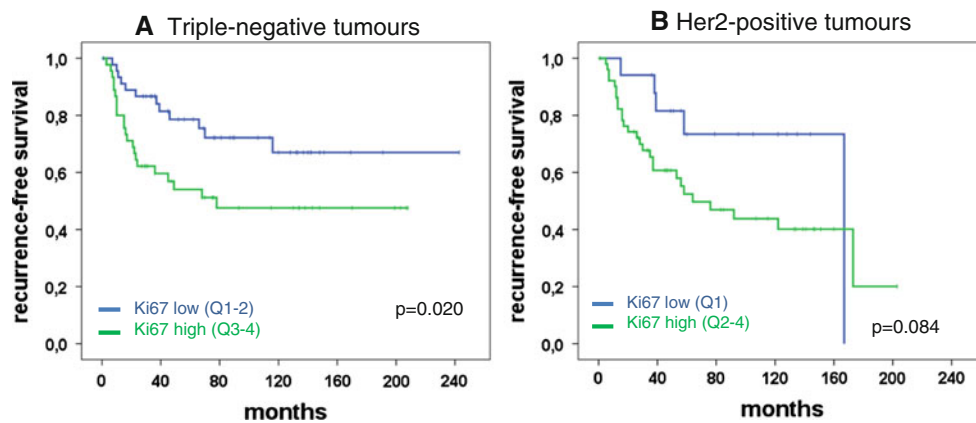 A Triple-negative tumours
recurrence-free survival
1,0
0,8
0,6
0,4
0,2
0,0
Ki67 low (Q1-2)
Ki67 high (Q3-4)
p=0.020
0 40 80 120 160 200 240
months
B Her2-positive tumours
recurrence-free survival
1,0
0,8
0,6
0,4
0,2
0,0
Ki67 low (Q1)
Ki67 high (Q2-4)
p=0.084
0 40 80 120 160 200 240
months